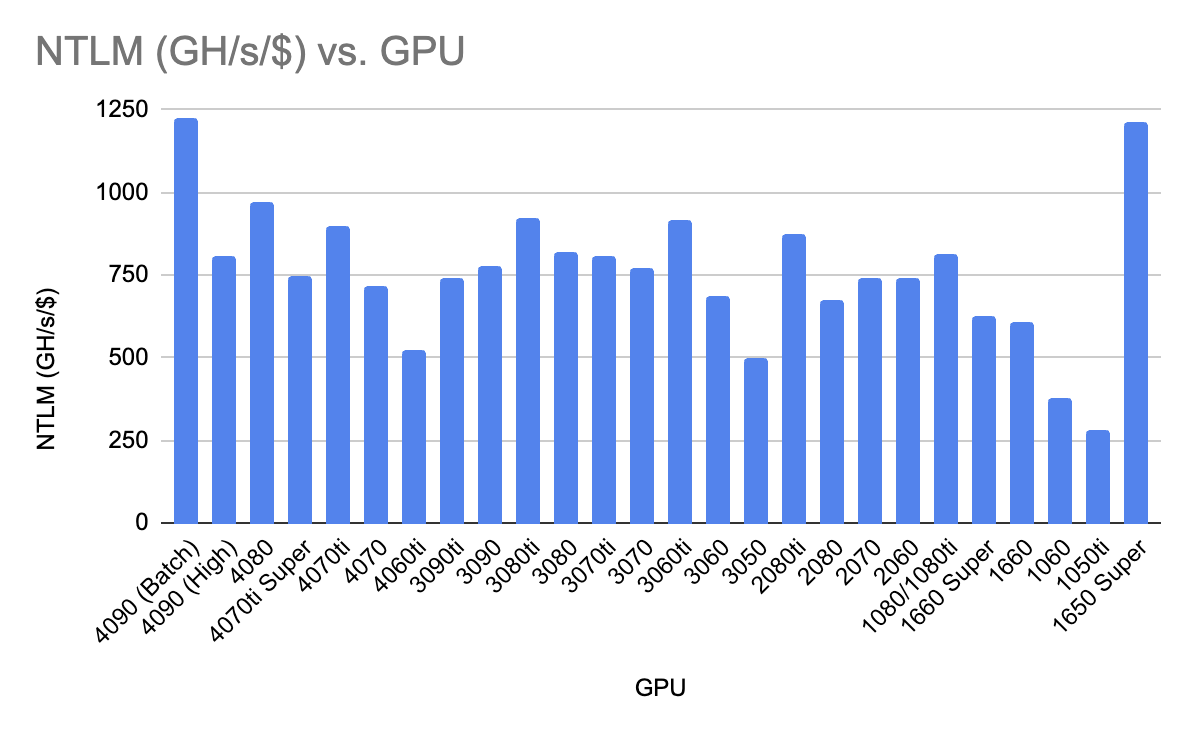 NTLM (GH/s/$) vs. GPU
NTLM (GH/s/$)
1250
1000
750
500
250
0
4090 (Batch)
4090 (High)
4080
4070ti Super
4070ti
4070
4060ti
3090ti
3090
3080ti
3080
3070ti
3070
3060ti
3060
3050
2080ti
2080
2070
2060
1080/1080ti
1660 Super
1660
1060
1050ti
1650 Super
GPU